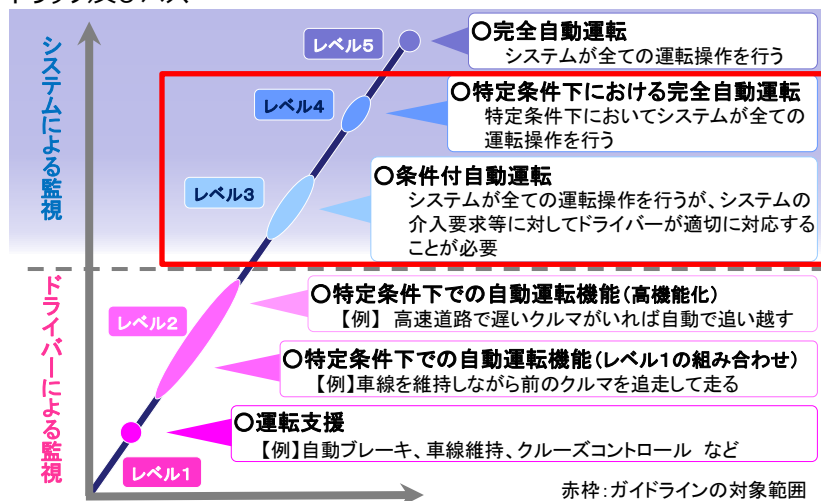 トラック及びバス
システムによる監視
レベル5
〇完全自動運転
システムが全ての運転操作を行う
レベル4
〇特定条件下における完全自動運転
特定条件下においてシステムが全ての
運転操作を行う
レベル3
〇条件付自動運転
システムが全ての運転操作を行うが、システムの
介入要求等に対してドライバーが適切に対応する
ことが必要
ドライバーによる監視
レベル2
〇特定条件下での自動運転機能(高機能化)
【例】 高速道路で遅いクルマがいれば自動で追い越す
〇特定条件下での自動運転機能(レベル1の組み合わせ)
【例】車線を維持しながら前のクルマを追走して走る
〇運転支援
【例】自動ブレーキ、車線維持、クルーズコントロール など
レベル1
赤枠:ガイドラインの対象範囲